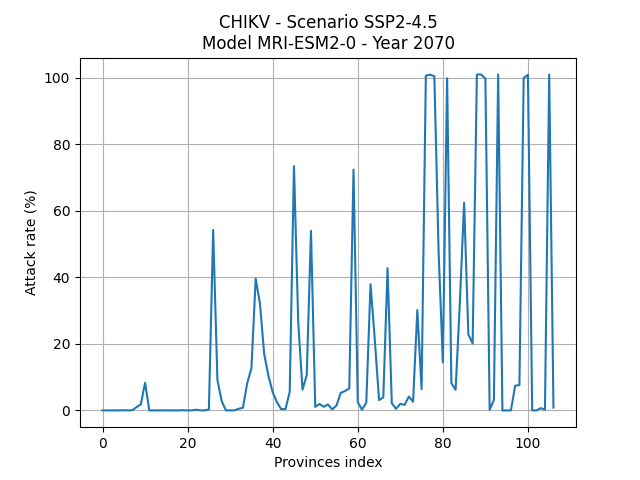 CHIKV - Scenario SSP2-4.5
Model MRI-ESM2-0 - Year 2070
Attack rate (%)
100
80
60
40
20
0
0 20 40 60 80 100
Provinces index